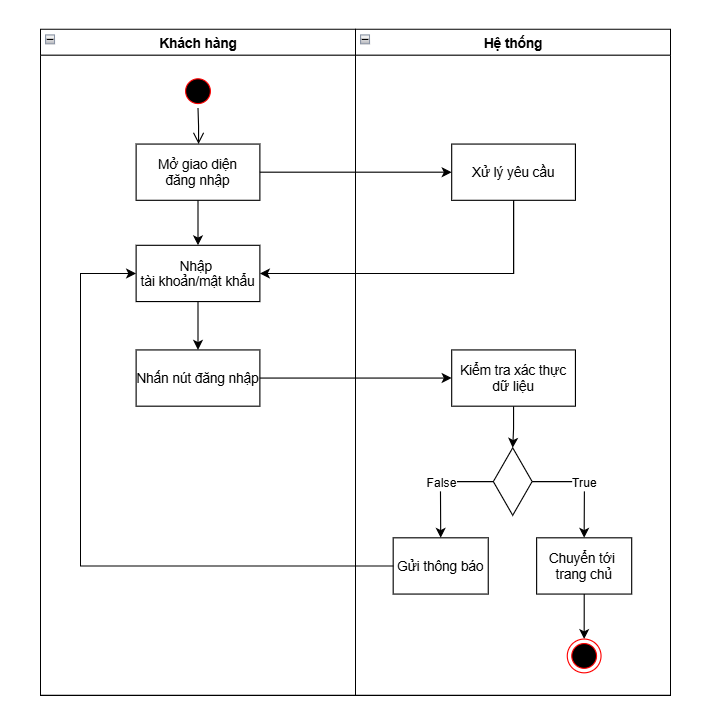 Khách hàng
Hệ thống
Mở giao diện
đăng nhập
Xử lý yêu cầu
Nhập
tài khoản/mật khẩu
Nhấn nút đăng nhập
Kiểm tra xác thực
dữ liệu
False
True
Gửi thông báo
Chuyển tới
trang chủ